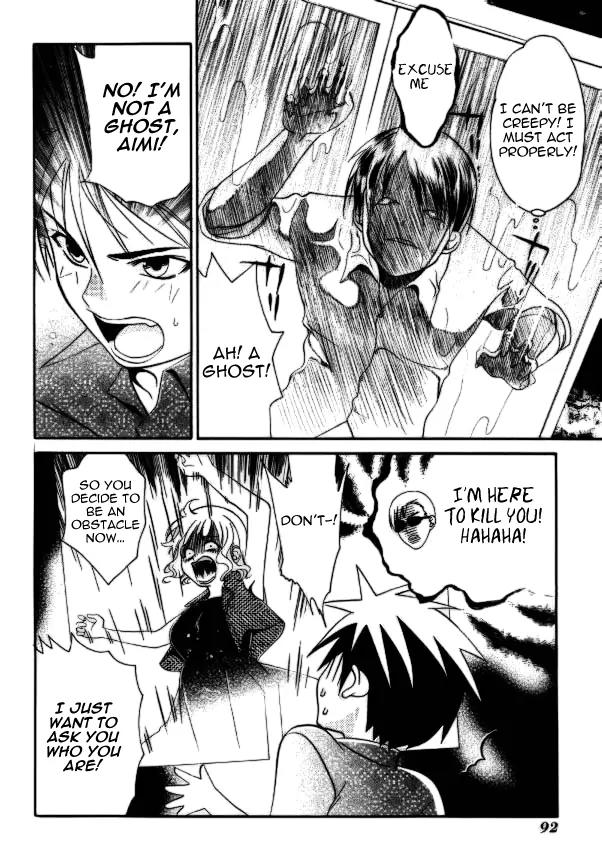 I CAN'T BE
CREEPY! I
MUST ACT
PROPERLY!
EXCUSE
ME
AH! A
GHOST!
NO! I'M
NOT A
GHOST,
AIMI!
I'M HERE
TO KILL YOU!
HAHAHA!
DON'T-!
SO YOU
DECIDE TO
BE AN
OBSTACLE
NOW...
I JUST
WANT TO
ASK YOU
WHO YOU
ARE!
92